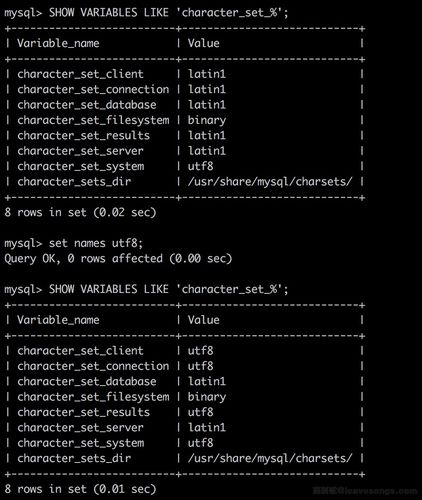 mysql> SHOW VARIABLES LIKE 'character_set_%';
+--------------------------+----------------------------+
| Variable_name | Value |
+--------------------------+----------------------------+
| character_set_client | latin1 |
| character_set_connection | latin1 |
| character_set_database | latin1 |
| character_set_filesystem | binary |
| character_set_results | latin1 |
| character_set_server | latin1 |
| character_set_system | utf8 |
| character_sets_dir | /usr/share/mysql/charsets/ |
+--------------------------+----------------------------+
8 rows in set (0.02 sec)
mysql> set names utf8;
Query OK, 0 rows affected (0.00 sec)
mysql> SHOW VARIABLES LIKE 'character_set_%';
+--------------------------+----------------------------+
| Variable_name | Value |
+--------------------------+----------------------------+
| character_set_client | utf8 |
| character_set_connection | utf8 |
| character_set_database | latin1 |
| character_set_filesystem | binary |
| character_set_results | utf8 |
| character_set_server | latin1 |
| character_set_system | utf8 |
| character_sets_dir | /usr/share/mysql/charsets/ |
+--------------------------+----------------------------+
8 rows in set (0.01 sec)